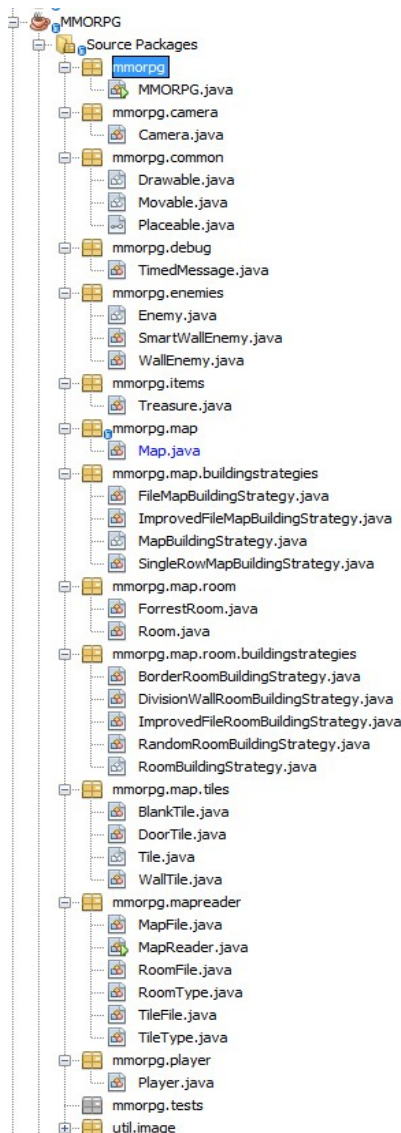 MMORPG
Source Packages
mmorpg
MMORPG.java
mmorpg.camera
Camera.java
mmorpg.common
Drawable.java
Movable.java
Placeable.java
mmorpg.debug
TimedMessage.java
mmorpg.enemies
Enemy.java
SmartWallEnemy.java
WallEnemy.java
mmorpg.items
Treasure.java
mmorpg.map
Map.java
mmorpg.map.buildingstrategies
FileMapBuildingStrategy.java
ImprovedFileMapBuildingStrategy.java
MapBuildingStrategy.java
SingleRowMapBuildingStrategy.java
mmorpg.map.room
ForrestRoom.java
Room.java
mmorpg.map.room.buildingstrategies
BorderRoomBuildingStrategy.java
DivisionWallRoomBuildingStrategy.java
ImprovedFileRoomBuildingStrategy.java
RandomRoomBuildingStrategy.java
RoomBuildingStrategy.java
mmorpg.map.tiles
BlankTile.java
DoorTile.java
Tile.java
WallTile.java
mmorpg.mapreader
MapFile.java
MapReader.java
RoomFile.java
RoomType.java
TileFile.java
TileType.java
mmorpg.player
Player.java
mmorpg.tests
util.image